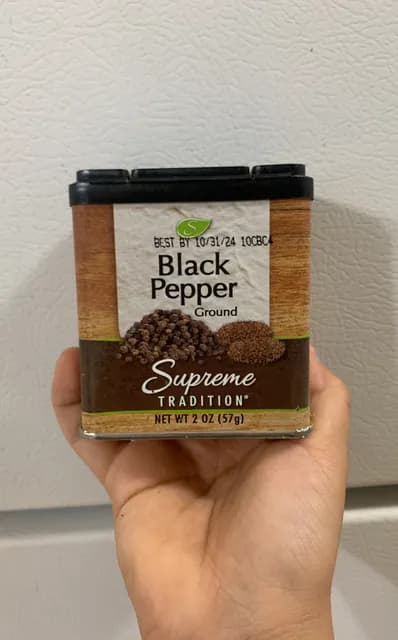 S
BEST BY 10/31/24 10CBC4
Black
Pepper
Ground
Supreme
TRADITION®
NET WT 2 OZ (57g)